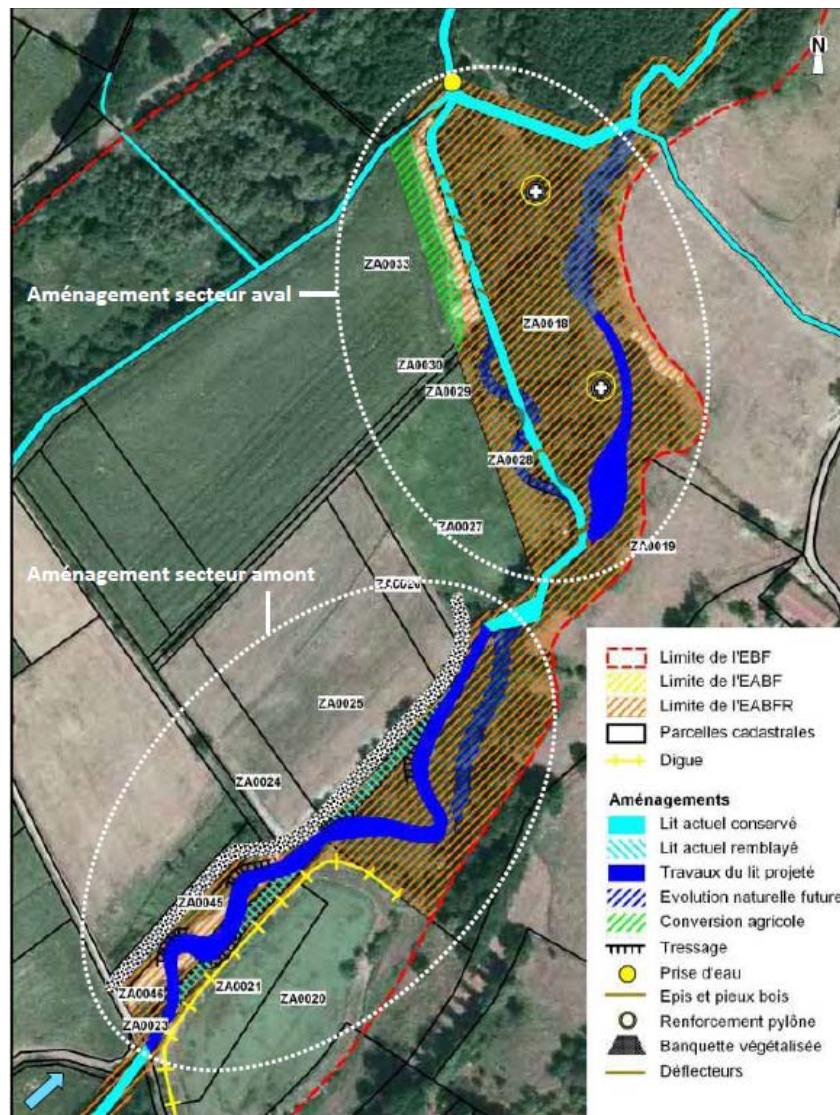 N
ZA0033
Aménagement secteur aval
ZA0018
ZA0030
ZA0029
ZA0028
ZA0027
ZA0019
Aménagement secteur amont
ZA0026
ZA0025
ZA0024
ZA0045
ZA0046
ZA0021
ZA0020
ZA0023
Limite de l'EBF
Limite de l'EABF
Limite de l'EABFR
Parcelles cadastrales
Digue
Aménagements
Lit actuel conservé
Lit actuel remblayé
Travaux du lit projeté
Evolution naturelle future
Conversion agricole
Tressage
Prise d'eau
Epis et pieux bois
Renforcement pylône
Banquette végétalisée
Déflecteurs